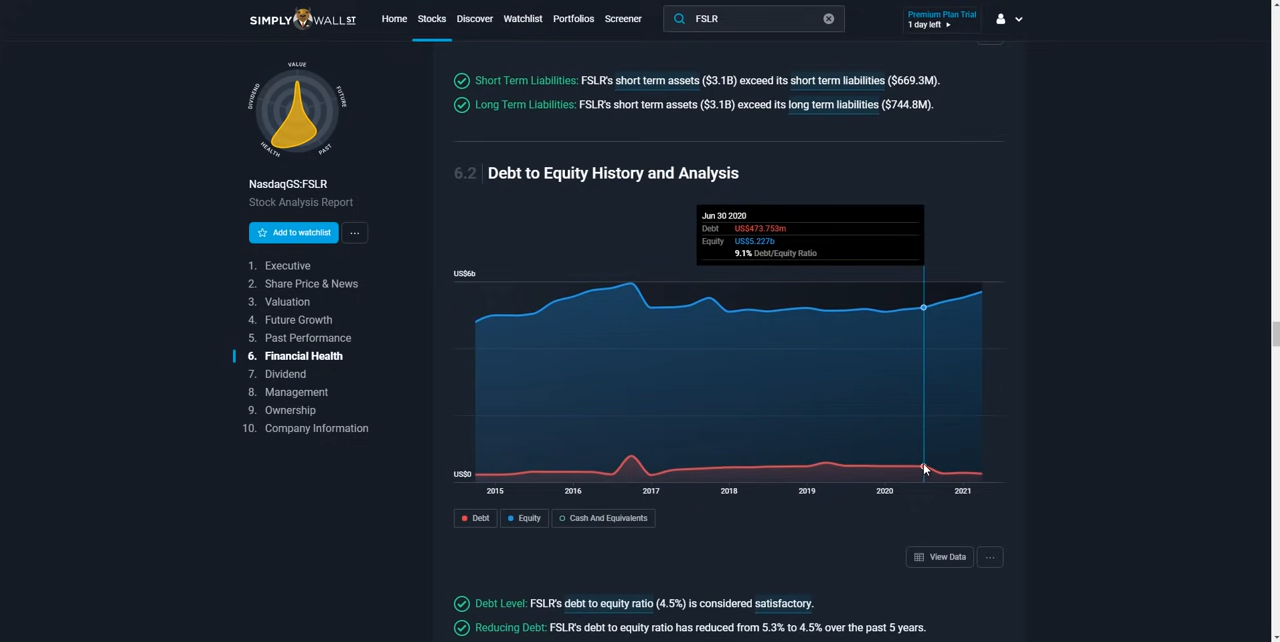 SIMPLY WALL ST
Home Stocks Discover Watchlist Portfolios Screener
FSLR
Premium Plan Trial
1 day left ▸
VALUE
FUTURE
PAST
HEALTH
DIVIDEND
NasdaqGS:FSLR
Stock Analysis Report
Add to watchlist ...
1. Executive
2. Share Price & News
3. Valuation
4. Future Growth
5. Past Performance
6. Financial Health
7. Dividend
8. Management
9. Ownership
10. Company Information
Short Term Liabilities: FSLR's short term assets ($3.1B) exceed its short term liabilities ($669.3M).
Long Term Liabilities: FSLR's short term assets ($3.1B) exceed its long term liabilities ($744.8M).
6.2 Debt to Equity History and Analysis
Jun 30 2020
Debt US$473.753m
Equity US$5.227b
9.1% Debt/Equity Ratio
US$6b
US$0
2015 2016 2017 2018 2019 2020 2021
Debt Equity Cash And Equivalents
View Data ...
Debt Level: FSLR's debt to equity ratio (4.5%) is considered satisfactory.
Reducing Debt: FSLR's debt to equity ratio has reduced from 5.3% to 4.5% over the past 5 years.